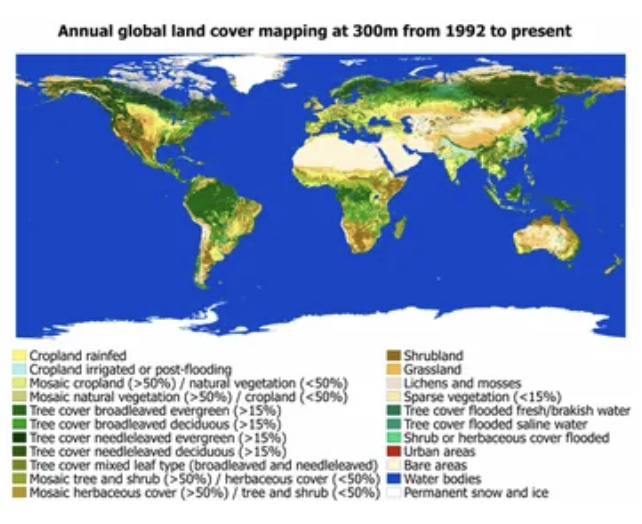 Annual global land cover mapping at 300m from 1992 to present
Cropland rainfed
Cropland irrigated or post-flooding
Mosaic cropland (>50%) / natural vegetation (<50%)
Mosaic natural vegetation (>50%) / cropland (<50%)
Tree cover broadleaved evergreen (>15%)
Tree cover broadleaved deciduous (>15%)
Tree cover needleleaved evergreen (>15%)
Tree cover needleleaved deciduous (>15%)
Tree cover mixed leaf type (broadleaved and needleleaved)
Mosaic tree and shrub (>50%) / herbaceous cover (<50%)
Mosaic herbaceous cover (>50%) / tree and shrub (<50%)
Shrubland
Grassland
Lichens and mosses
Sparse vegetation (<15%)
Tree cover flooded fresh/brakish water
Tree cover flooded saline water
Shrub or herbaceous cover flooded
Urban areas
Bare areas
Water bodies
Permanent snow and ice